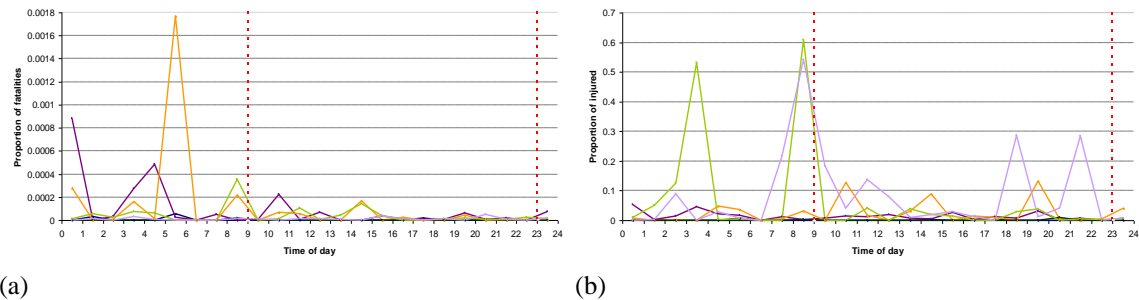 0.0018
0.0016
0.0014
0.0012
0.001
0.0008
0.0006
0.0004
0.0002
0
Proportion of fatalities
0 1 2 3 4 5 6 7 8 9 10 11 12 13 14 15 16 17 18 19 20 21 22 23 24
Time of day
(a)
0.7
0.6
0.5
0.4
0.3
0.2
0.1
0
Proportion of injured
0 1 2 3 4 5 6 7 8 9 10 11 12 13 14 15 16 17 18 19 20 21 22 23 24
Time of day
(b)